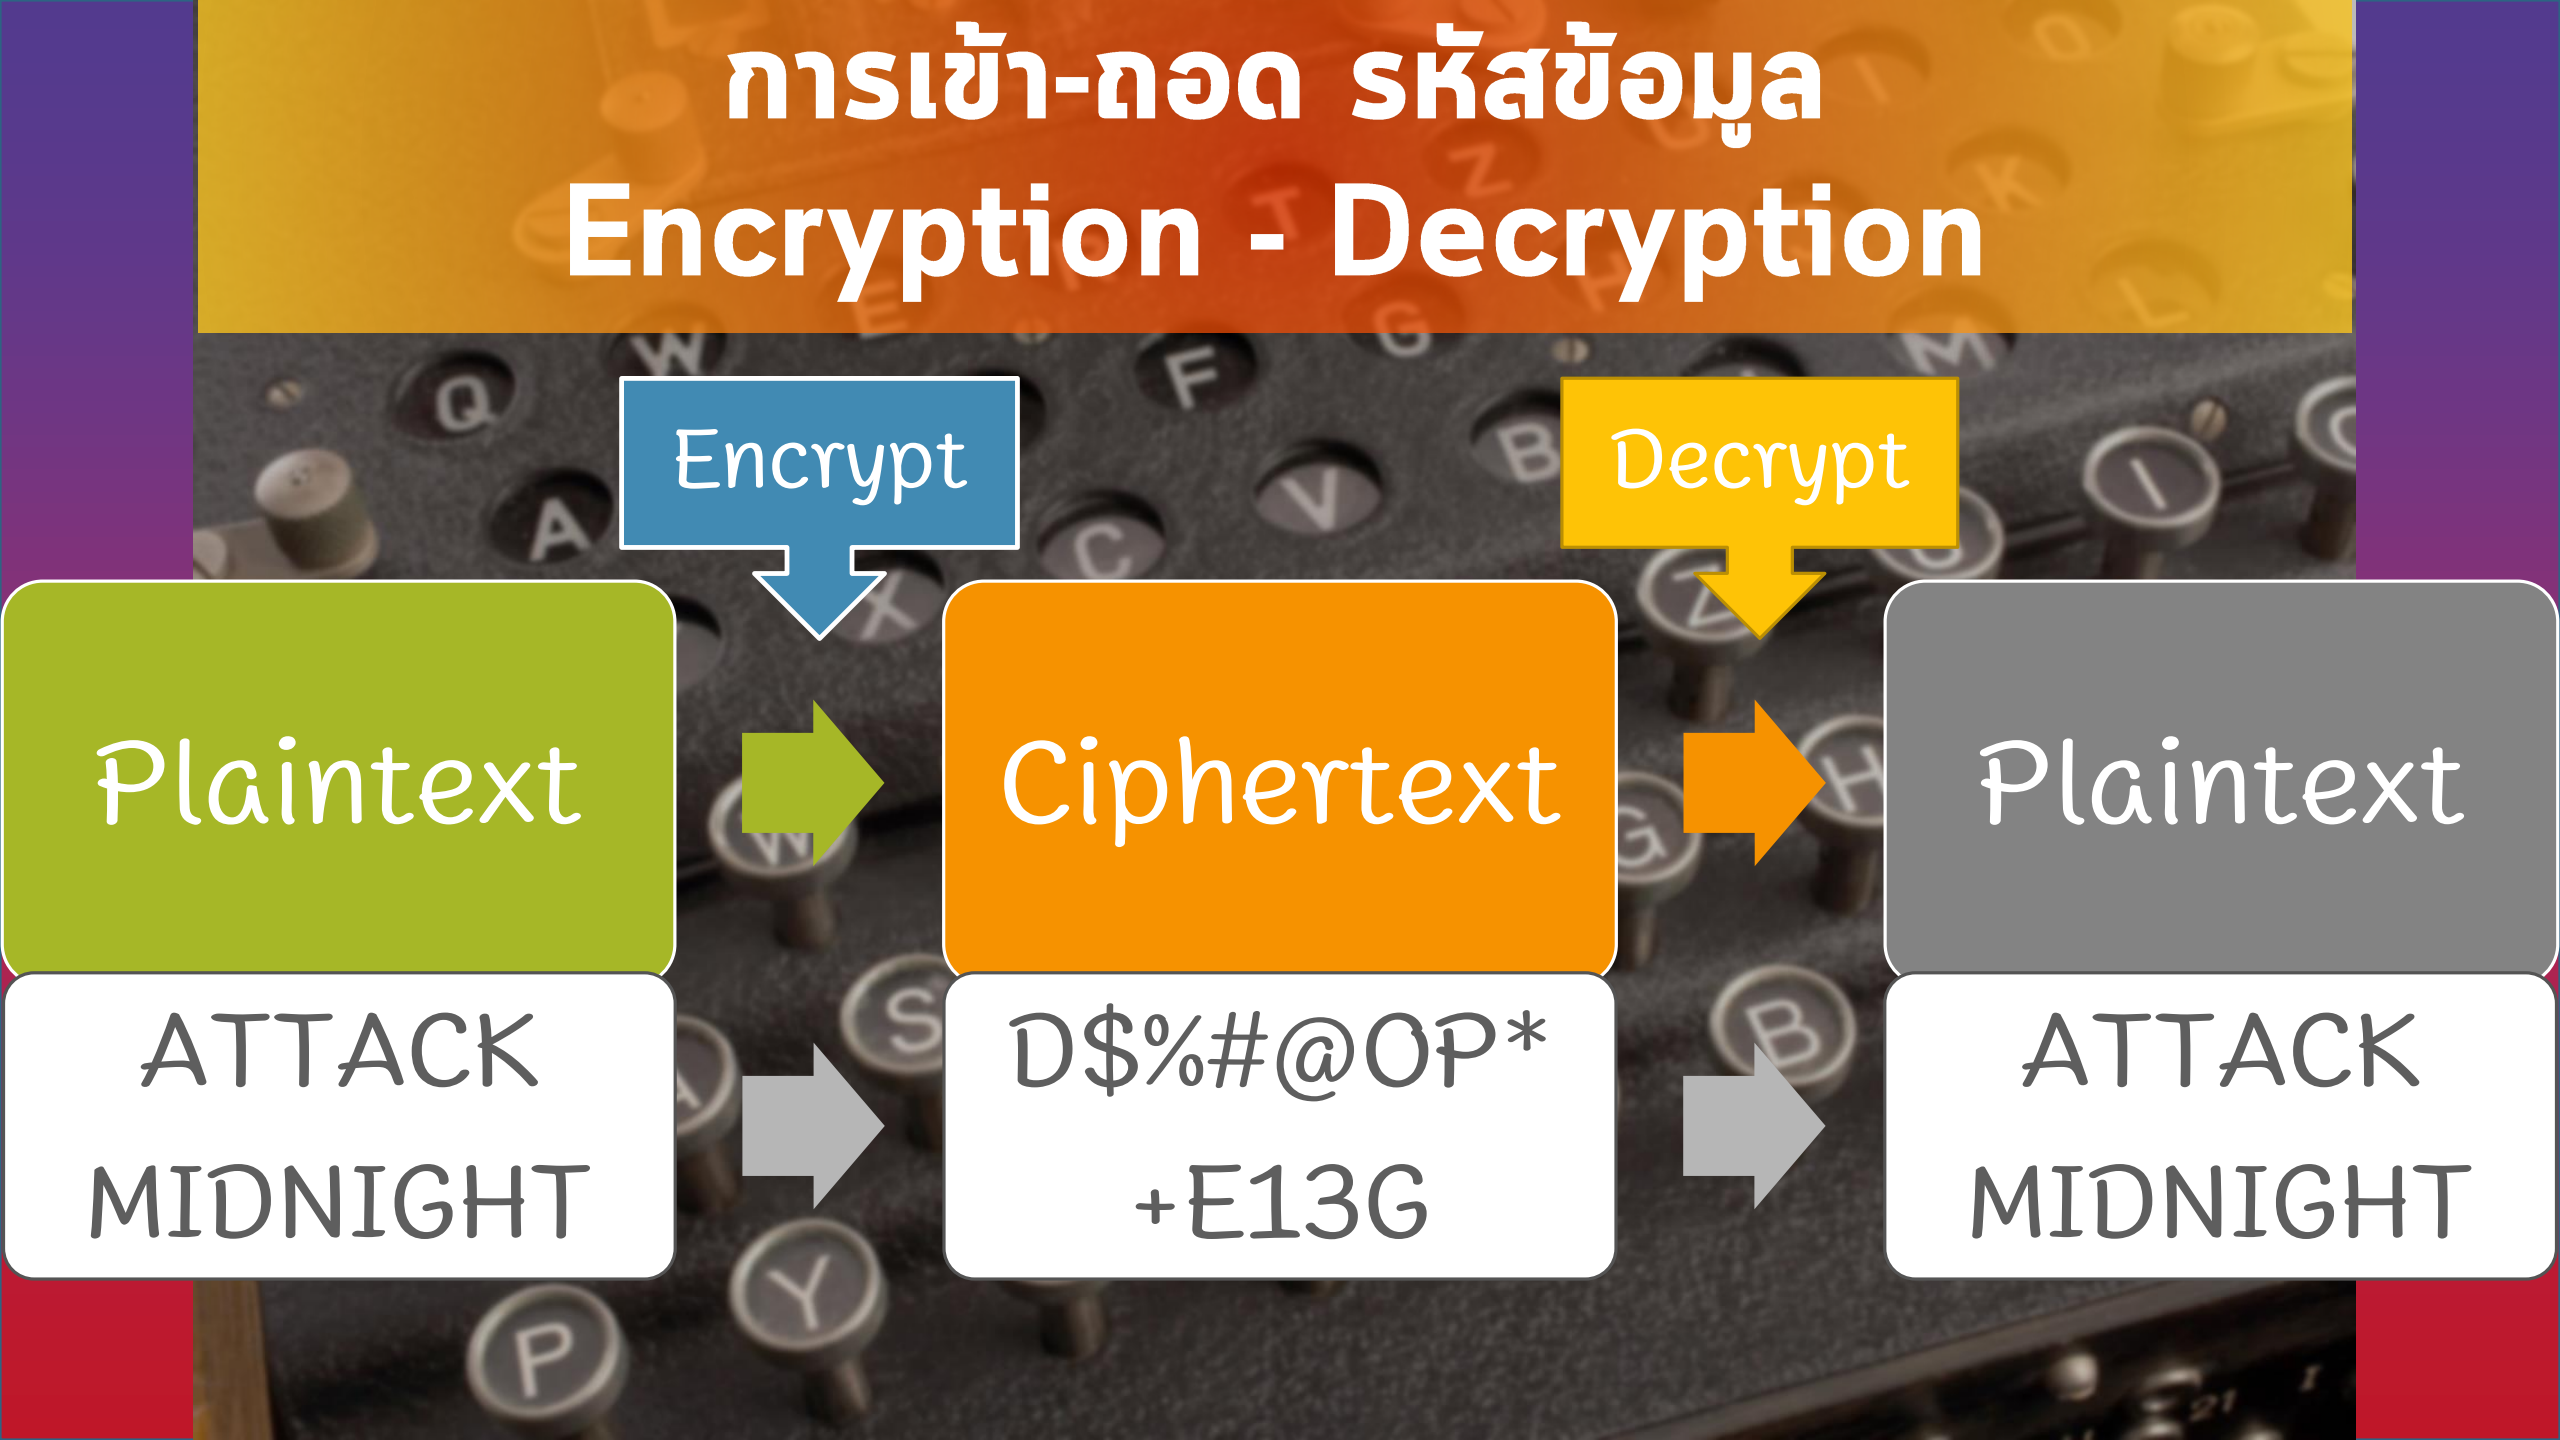 การเข้า-ถอด รหัสข้อมูล
Encryption - Decryption
Encrypt
Decrypt
Plaintext
Ciphertext
Plaintext
ATTACK
MIDNIGHT
D$%#@OP*
+E13G
ATTACK
MIDNIGHT